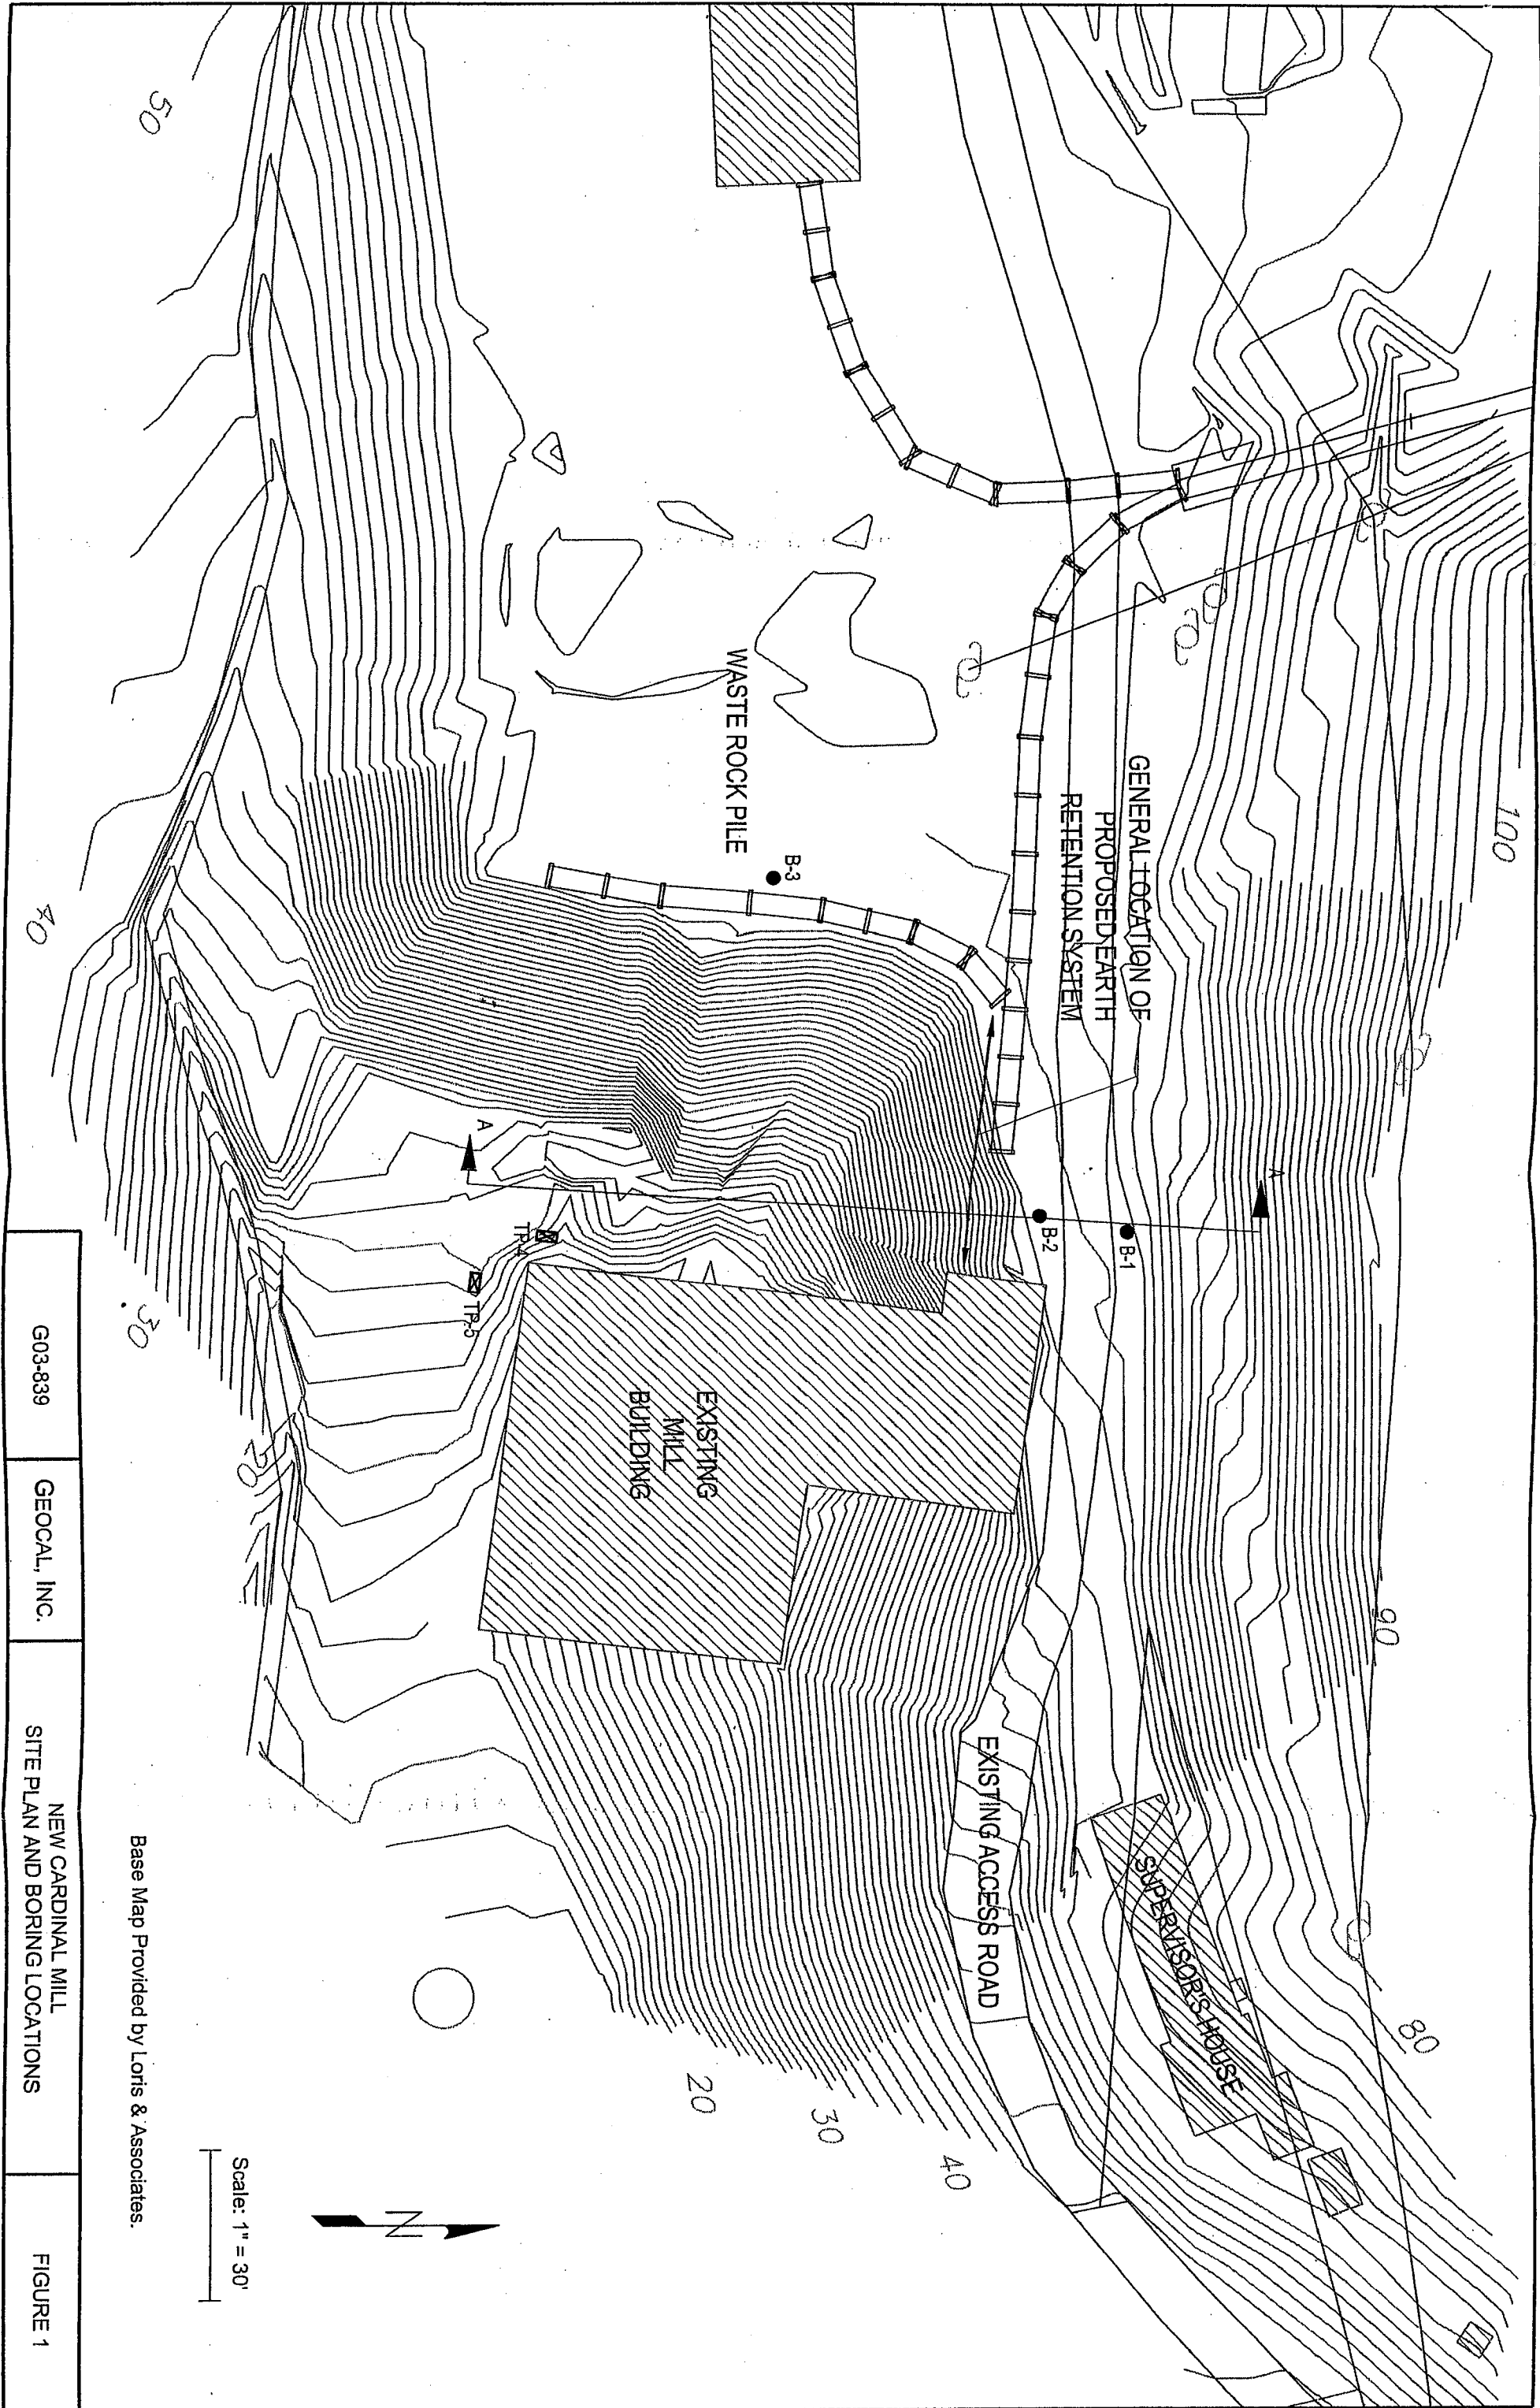 100
90
80
GENERAL LOCATION OF
PROPOSED EARTH
RETENTION SYSTEM
A
B-1
B-2
SUPERVISOR'S HOUSE
EXISTING ACCESS ROAD
WASTE ROCK PILE
B-3
EXISTING
MILL
BUILDING
A
TP-4
TP-5
40
30
20
50
40
30
20
N
Scale: 1" = 30'
Base Map Provided by Loris & Associates.
G03-839
GEOCAL, INC.
NEW CARDINAL MILL
SITE PLAN AND BORING LOCATIONS
FIGURE 1